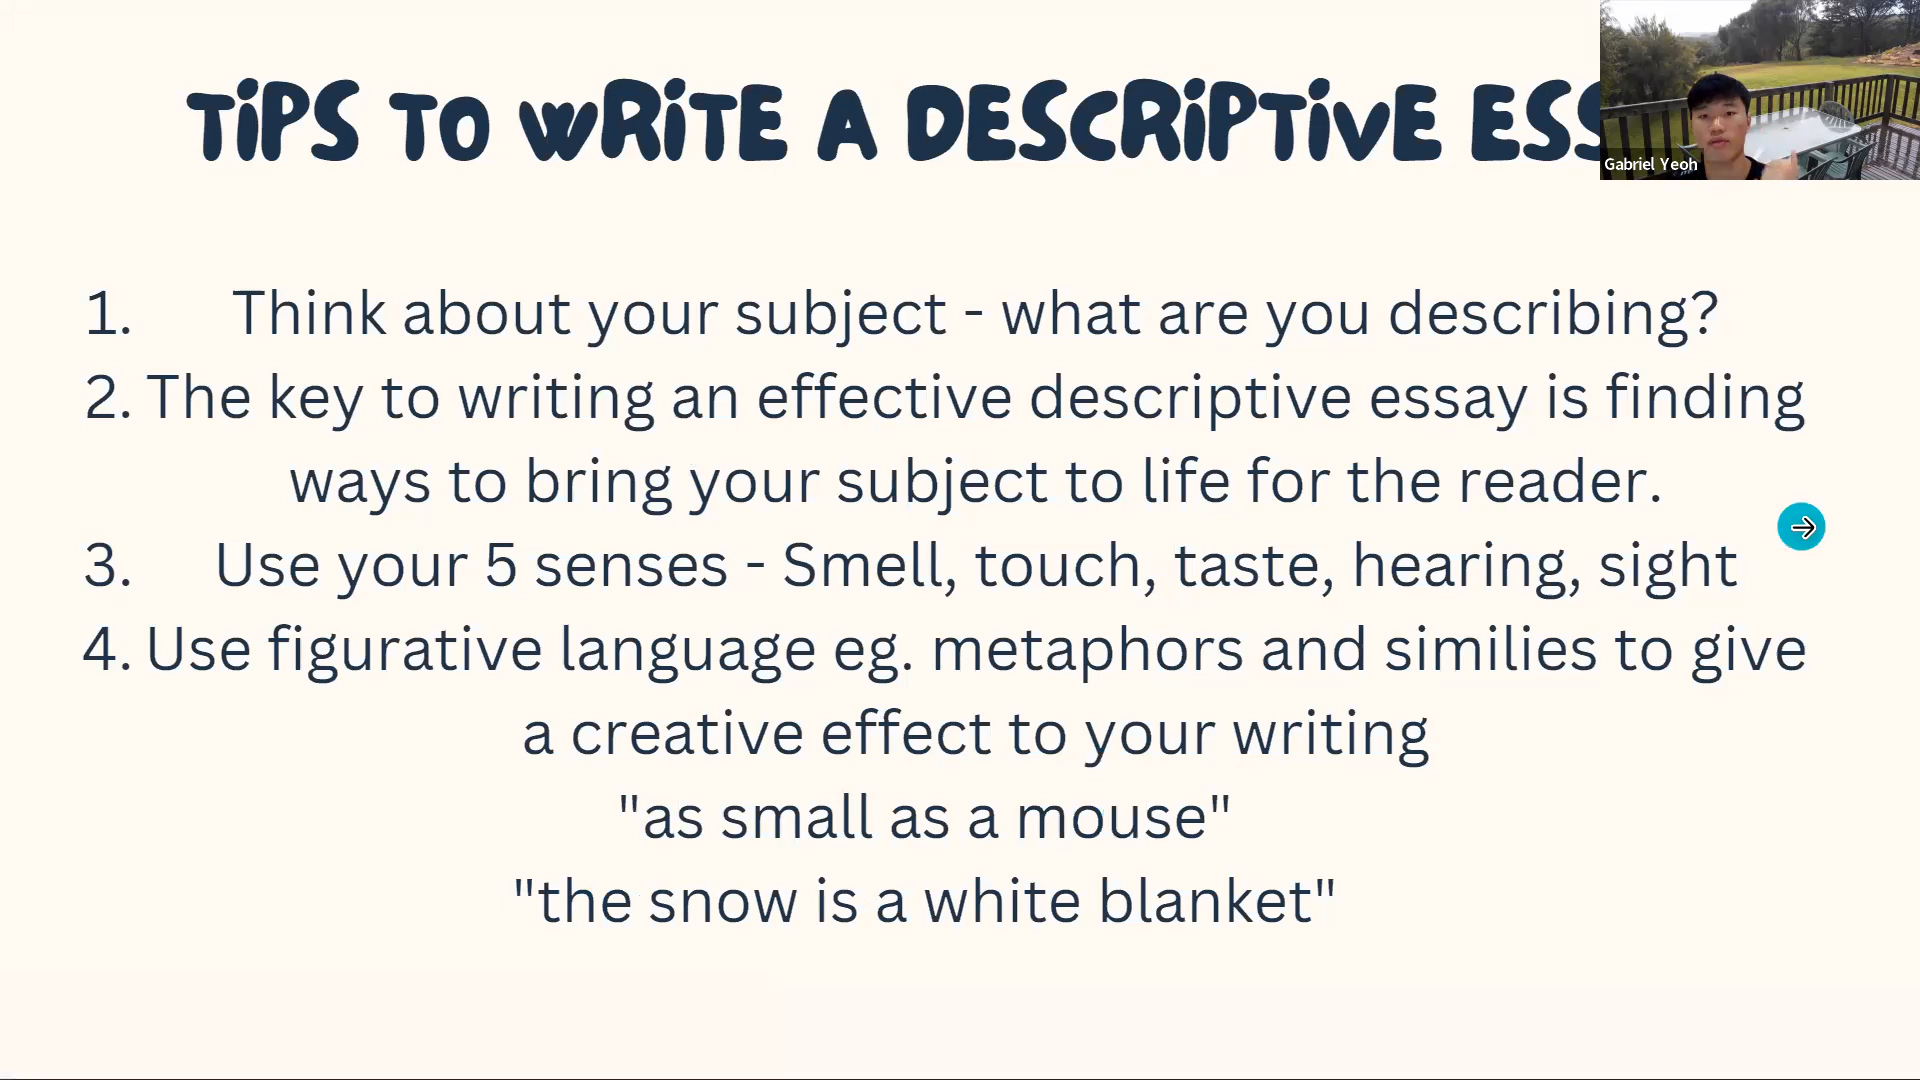 TiPS TO WRiTE A DESCRiPTiVE ESS
Gabriel Yeoh
1. Think about your subject - what are you describing?
2. The key to writing an effective descriptive essay is finding
ways to bring your subject to life for the reader.
3. Use your 5 senses - Smell, touch, taste, hearing, sight
4. Use figurative language eg. metaphors and similies to give
a creative effect to your writing
"as small as a mouse"
"the snow is a white blanket"